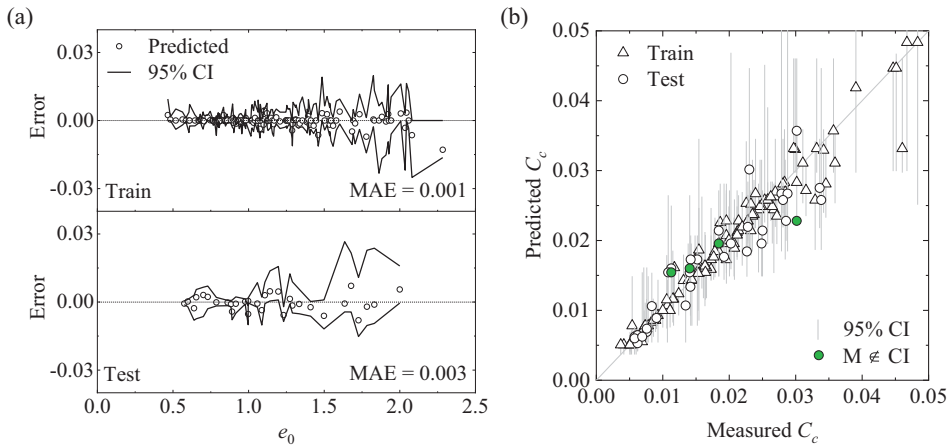 (a)
0.03
0.00
-0.03
Error
Predicted
95% CI
Train
MAE = 0.001
0.03
0.00
-0.03
Error
Test
MAE = 0.003
0.0 0.5 1.0 1.5 2.0 2.5
e₀
(b)
0.05
0.04
0.03
0.02
0.01
0.00
Predicted C_c
Train
Test
95% CI
M ∉ CI
0.00 0.01 0.02 0.03 0.04 0.05
Measured C_c